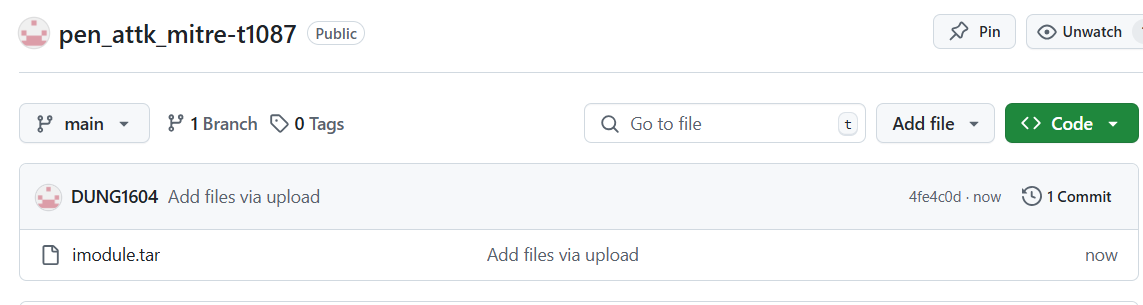 pen_attk_mitre-t1087 Public Pin Unwatch
main 1 Branch 0 Tags Go to file t Add file Code
DUNG1604 Add files via upload 4fe4c0d · now 1 Commit
imodule.tar Add files via upload now